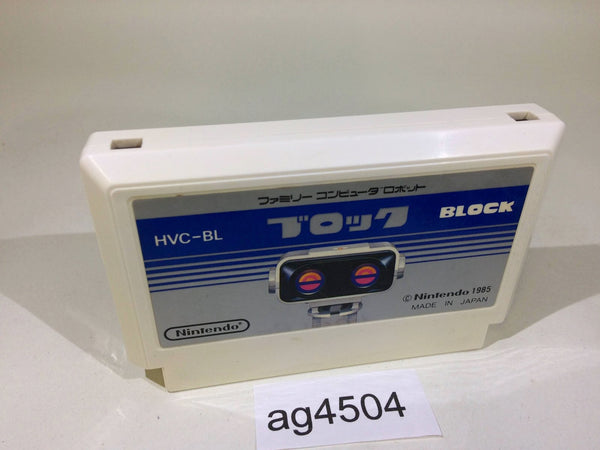 ファミリー コンピュータ ロボット
ブロック BLOCK
HVC-BL
© Nintendo 1985
MADE IN JAPAN
Nintendo®
ag4504